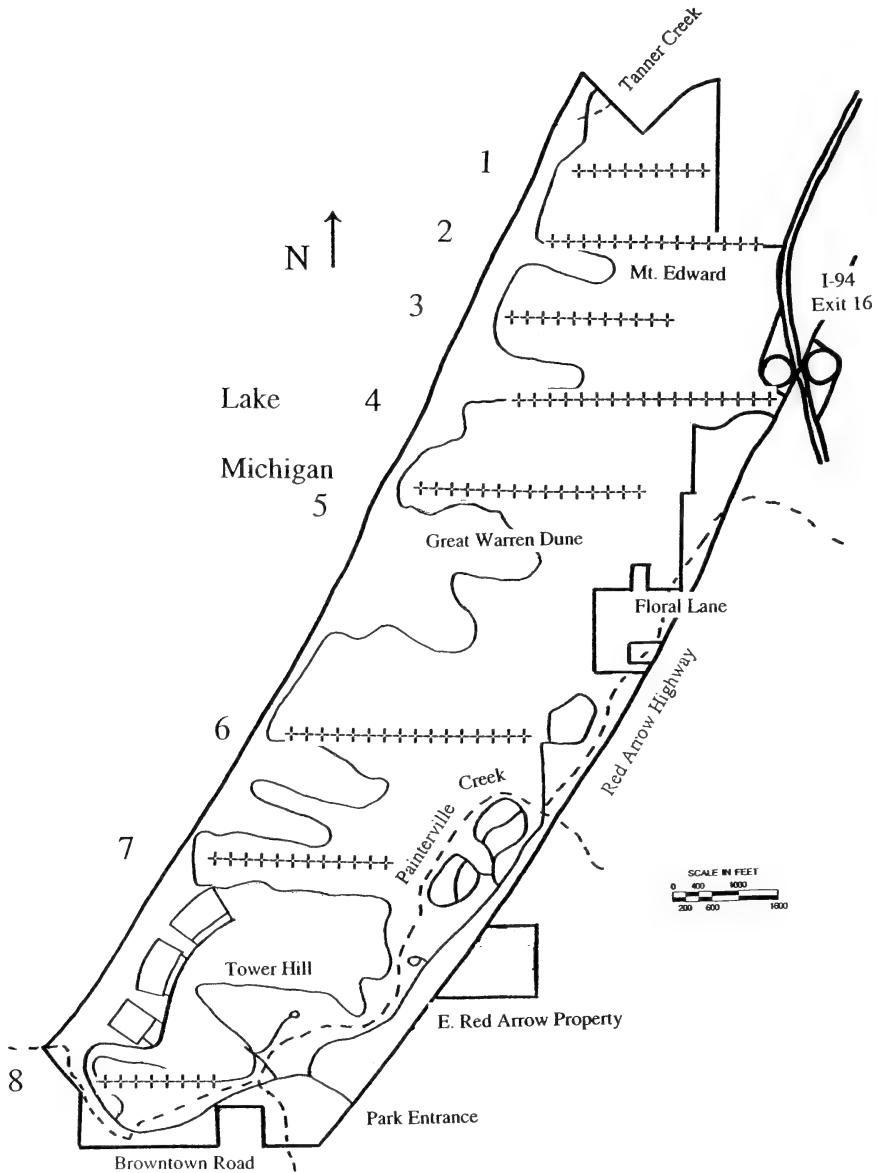 Tanner Creek
1
2
N
Mt. Edward
I-94
Exit 16
3
Lake
4
Michigan
5
Great Warren Dune
Floral Lane
Red Arrow Highway
6
Painterville Creek
7
SCALE IN FEET
0 400 1000
200 600 1600
Tower Hill
E. Red Arrow Property
8
Park Entrance
Browntown Road